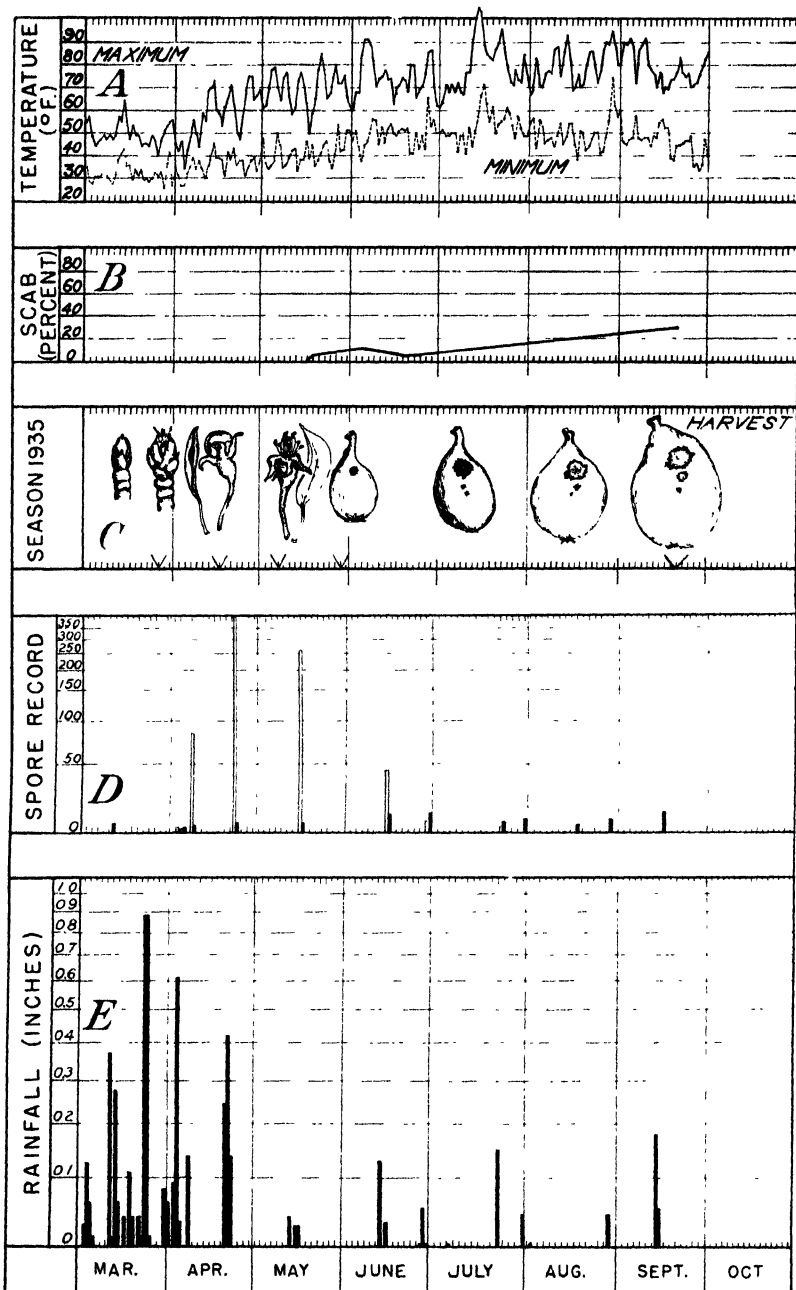 TEMPERATURE
(°F.)
90
80
70
60
50
40
30
20
MAXIMUM
A
MINIMUM
SCAB
(PERCENT)
80
60
40
20
0
B
SEASON 1935
C
HARVEST
SPORE RECORD
350
300
250
200
150
100
50
0
D
RAINFALL (INCHES)
1.0
0.9
0.8
0.7
0.6
0.5
0.4
0.3
0.2
0.1
0
E
MAR. APR. MAY JUNE JULY AUG. SEPT. OCT